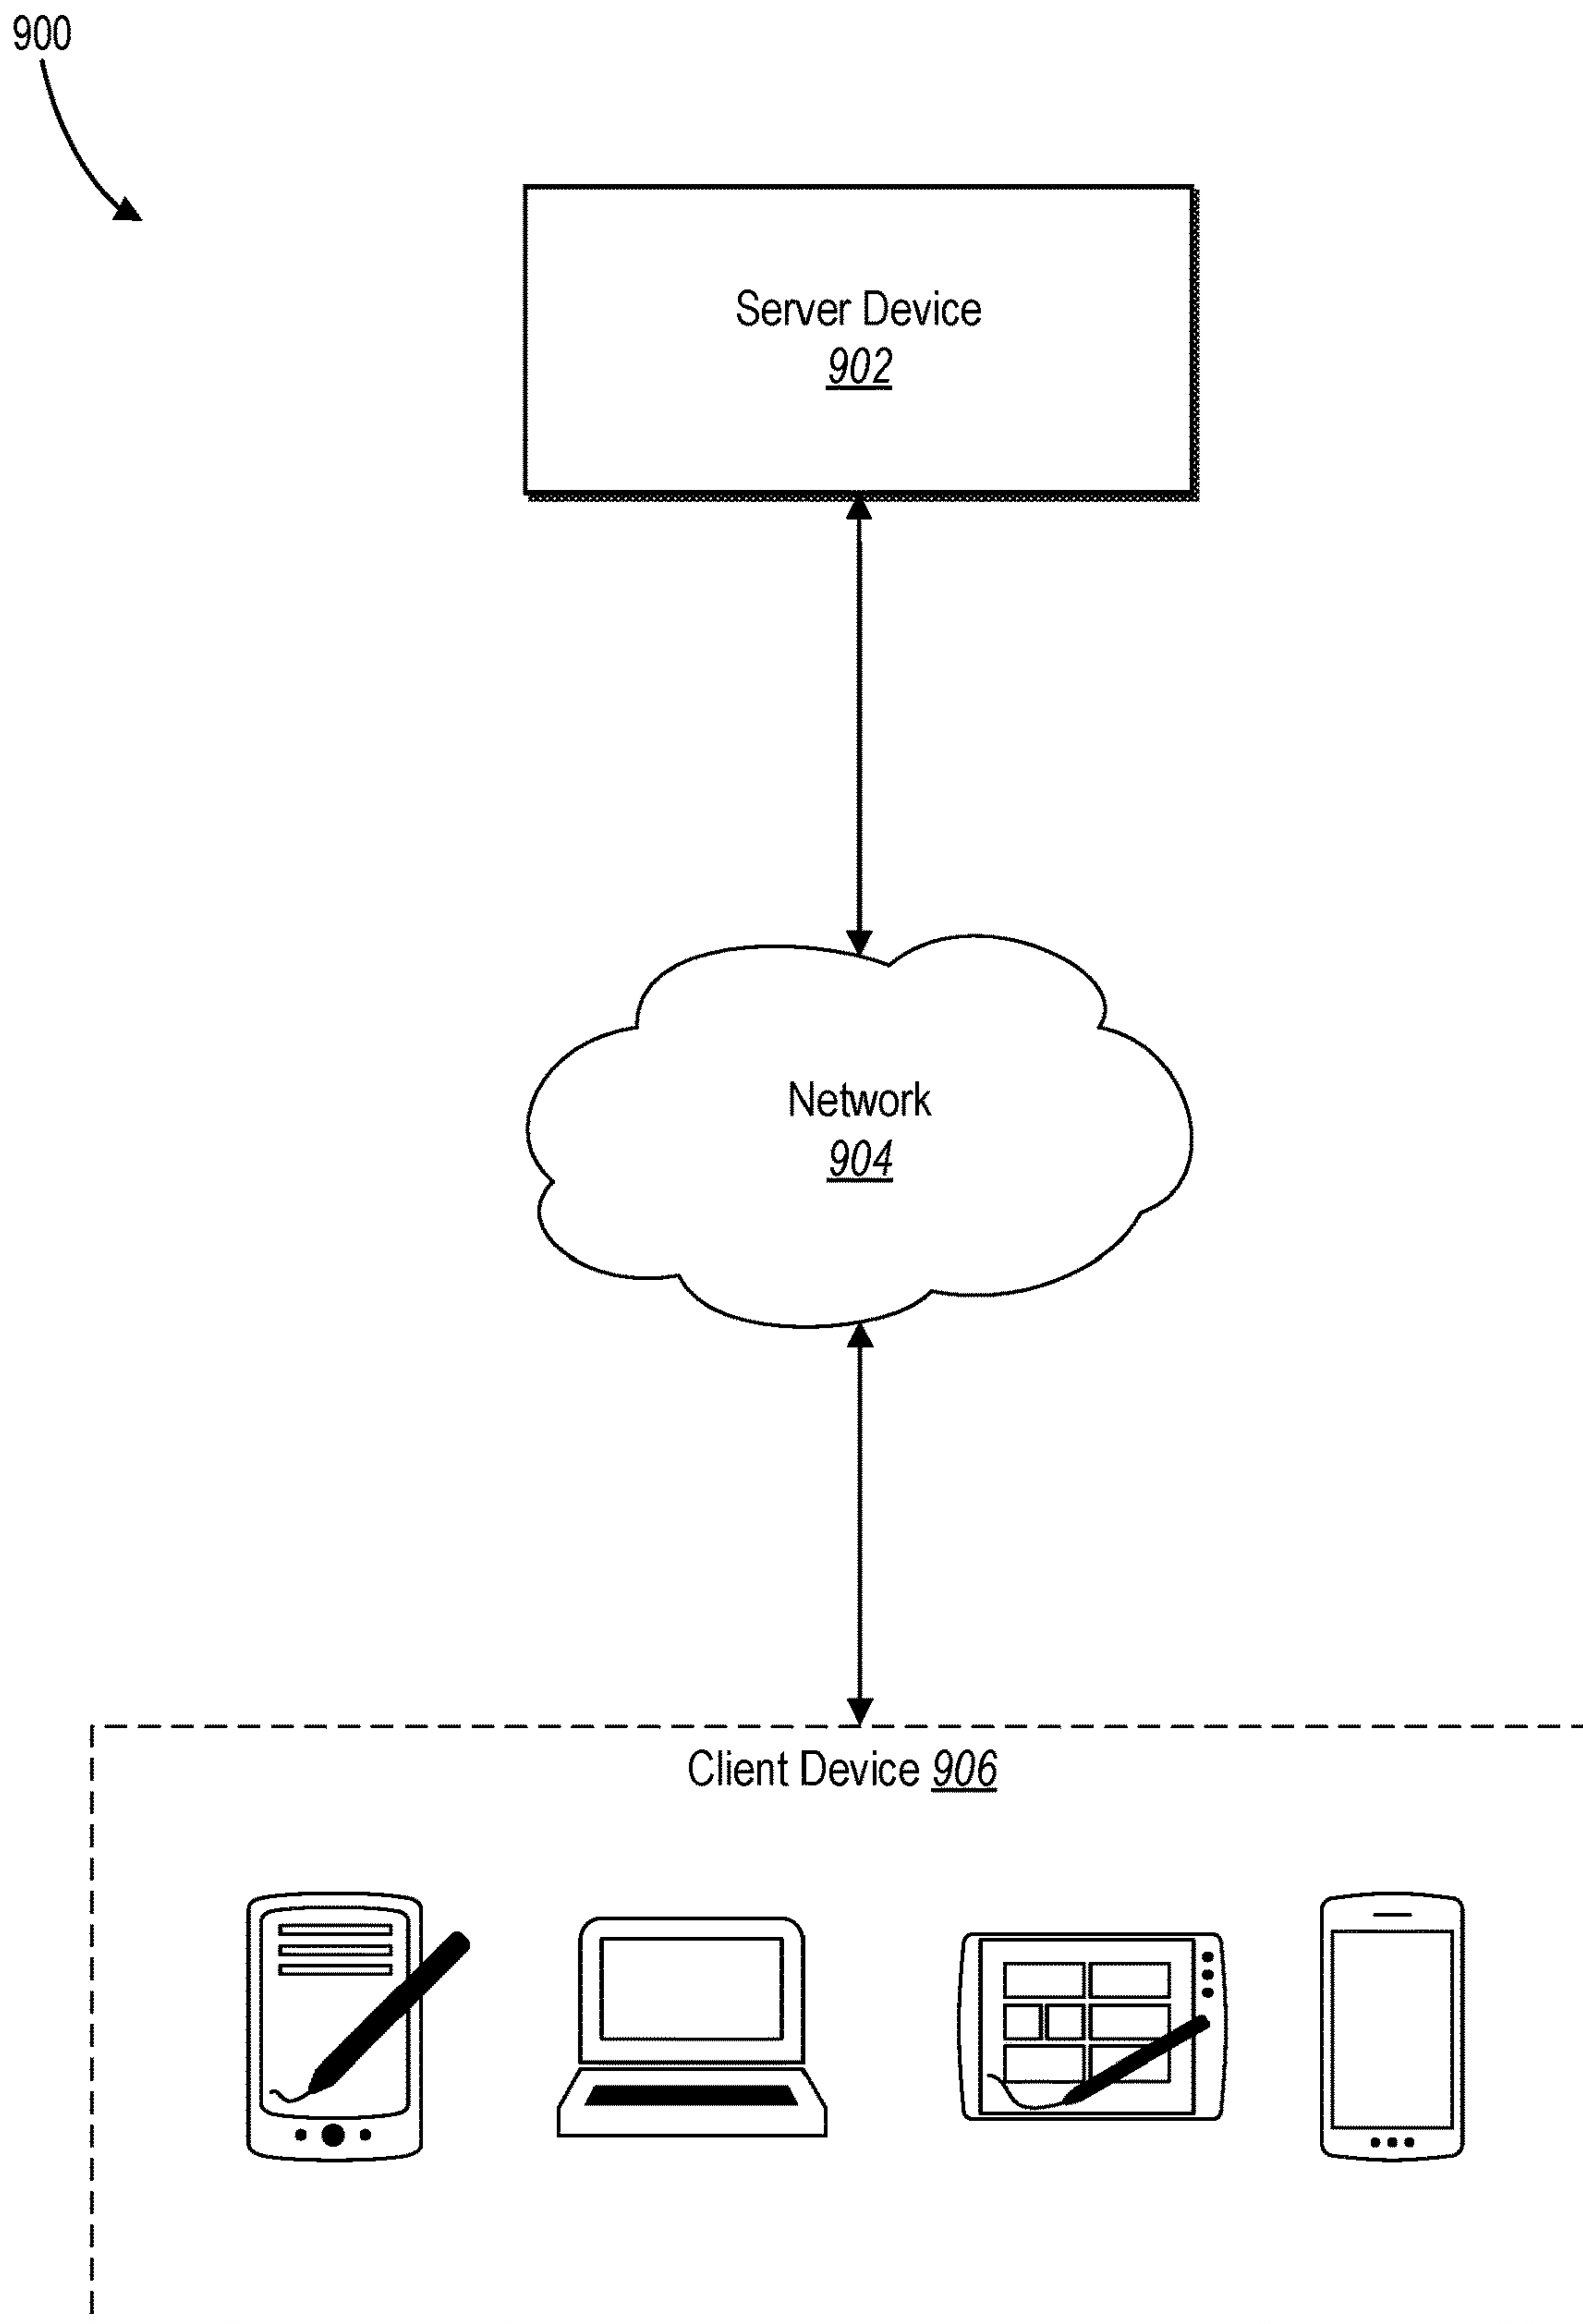 900
Server Device
902
Network
904
Client Device 906